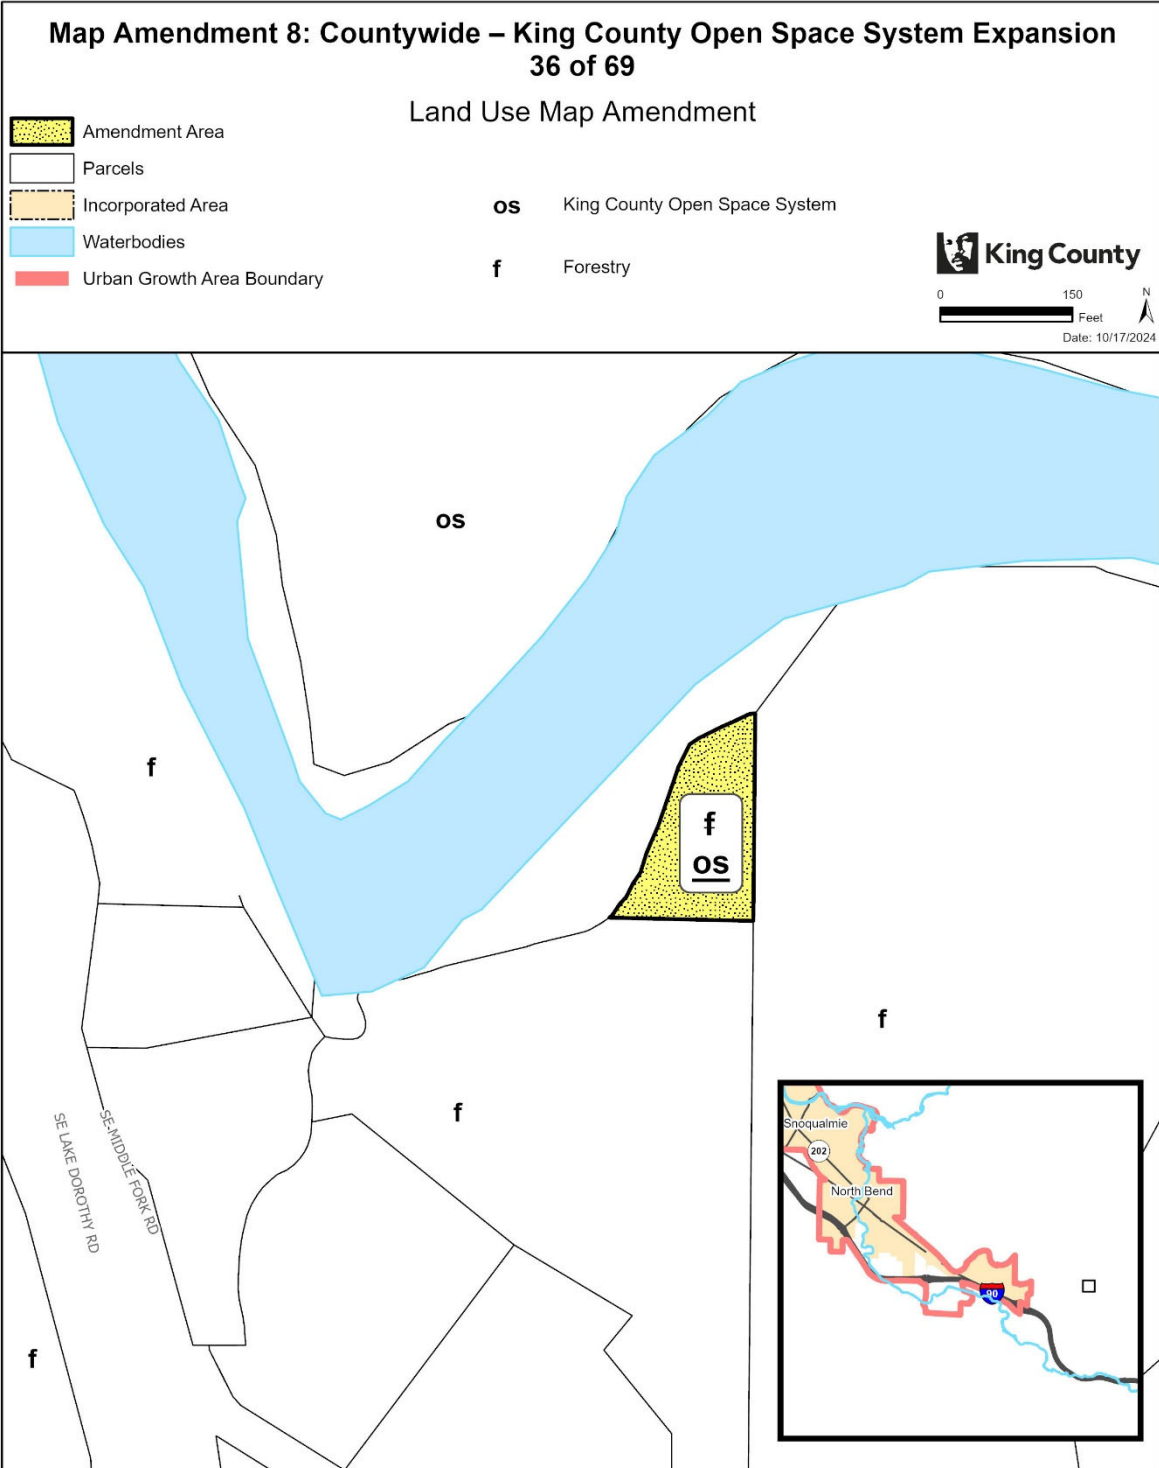 Map Amendment 8: Countywide – King County Open Space System Expansion
36 of 69
Land Use Map Amendment
Amendment Area
Parcels
Incorporated Area
Waterbodies
Urban Growth Area Boundary
os King County Open Space System
f Forestry
King County
0 150
Feet
N
Date: 10/17/2024
os
f
f
os
f
f
SE LAKE DOROTHY RD
SE MIDDLE FORK RD
f
Snoqualmie
202
North Bend
90